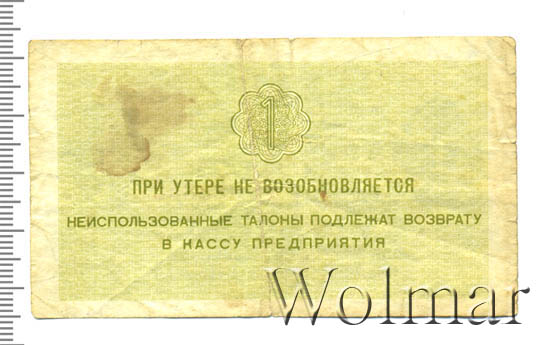 1
ПРИ УТЕРЕ НЕ ВОЗОБНОВЛЯЕТСЯ
НЕИСПОЛЬЗОВАННЫЕ ТАЛОНЫ ПОДЛЕЖАТ ВОЗВРАТУ
В КАССУ ПРЕДПРИЯТИЯ
Wolmar